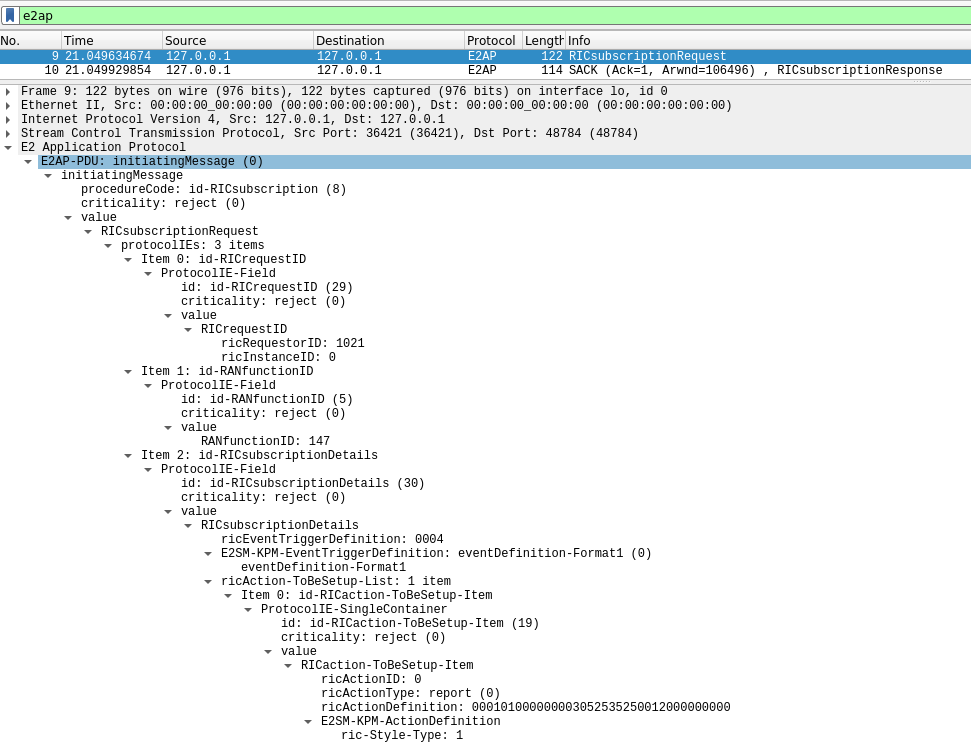 e2ap
No. Time Source Destination Protocol Length Info
9 21.049634674 127.0.0.1 127.0.0.1 E2AP 122 RICsubscriptionRequest
10 21.049929854 127.0.0.1 127.0.0.1 E2AP 114 SACK (Ack=1, Arwnd=106496) , RICsubscriptionResponse
Frame 9: 122 bytes on wire (976 bits), 122 bytes captured (976 bits) on interface lo, id 0
Ethernet II, Src: 00:00:00_00:00:00 (00:00:00:00:00:00), Dst: 00:00:00_00:00:00 (00:00:00:00:00:00)
Internet Protocol Version 4, Src: 127.0.0.1, Dst: 127.0.0.1
Stream Control Transmission Protocol, Src Port: 36421 (36421), Dst Port: 48784 (48784)
E2 Application Protocol
E2AP-PDU: initiatingMessage (0)
initiatingMessage
procedureCode: id-RICsubscription (8)
criticality: reject (0)
value
RICsubscriptionRequest
protocolIEs: 3 items
Item 0: id-RICrequestID
ProtocolIE-Field
id: id-RICrequestID (29)
criticality: reject (0)
value
RICrequestID
ricRequestorID: 1021
ricInstanceID: 0
Item 1: id-RANfunctionID
ProtocolIE-Field
id: id-RANfunctionID (5)
criticality: reject (0)
value
RANfunctionID: 147
Item 2: id-RICsubscriptionDetails
ProtocolIE-Field
id: id-RICsubscriptionDetails (30)
criticality: reject (0)
value
RICsubscriptionDetails
ricEventTriggerDefinition: 0004
E2SM-KPM-EventTriggerDefinition: eventDefinition-Format1 (0)
eventDefinition-Format1
ricAction-ToBeSetup-List: 1 item
Item 0: id-RICaction-ToBeSetup-Item
ProtocolIE-SingleContainer
id: id-RICaction-ToBeSetup-Item (19)
criticality: reject (0)
value
RICaction-ToBeSetup-Item
ricActionID: 0
ricActionType: report (0)
ricActionDefinition: 000101000000003052535250012000000000
E2SM-KPM-ActionDefinition
ric-Style-Type: 1